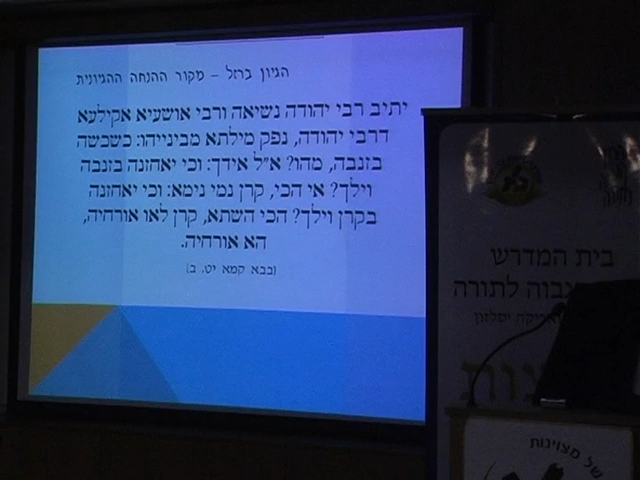 הגיון ברזל – מקור ההנחה ההגיונית
יתיב רבי יהודה נשיאה ורבי אושעיא אקילעא
דרבי יהודה, נפק מילתא מבינייהו: כשכשה
בזנבה, מהו? א״ל אידך: וכי יאחזנה בזנבה
וילך? אי הכי, קרן נמי נימא: וכי יאחזנה
בקרן וילך? הכי השתא, קרן לאו אורחיה,
הא אורחיה.
(בבא קמא יט, ב)
בית המדרש
לתורה
של מצוינות